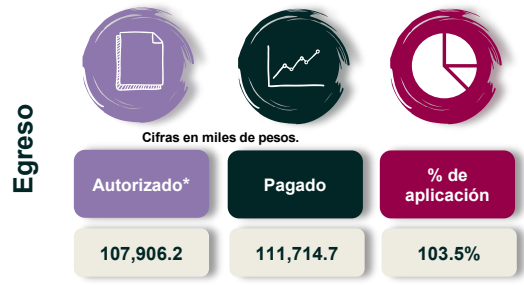 Egreso
Cifras en miles de pesos.
Autorizado*
Pagado
% de
aplicación
107,906.2
111,714.7
103.5%